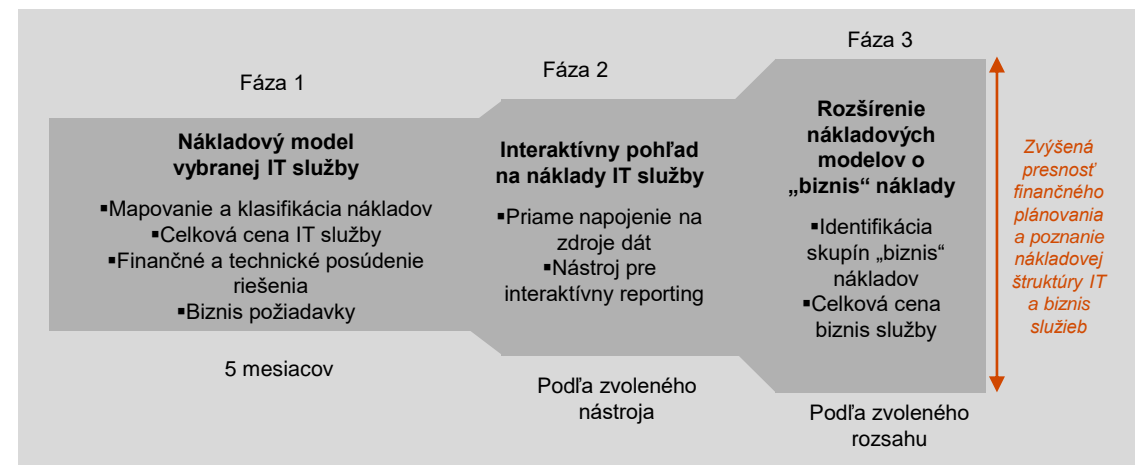 Fáza 1
Nákladový model
vybranej IT služby
▪Mapovanie a klasifikácia nákladov
▪Celková cena IT služby
▪Finančné a technické posúdenie
riešenia
▪Biznis požiadavky
5 mesiacov
Fáza 2
Interaktívny pohľad
na náklady IT služby
▪Priame napojenie na
zdroje dát
▪Nástroj pre
interaktívny reporting
Podľa zvoleného
nástroja
Fáza 3
Rozšírenie
nákladových
modelov o
„biznis“ náklady
▪Identifikácia
skupín „biznis“
nákladov
▪Celková cena
biznis služby
Podľa zvoleného
rozsahu
Zvýšená
presnosť
finančného
plánovania
a poznanie
nákladovej
štruktúry IT
a biznis
služieb